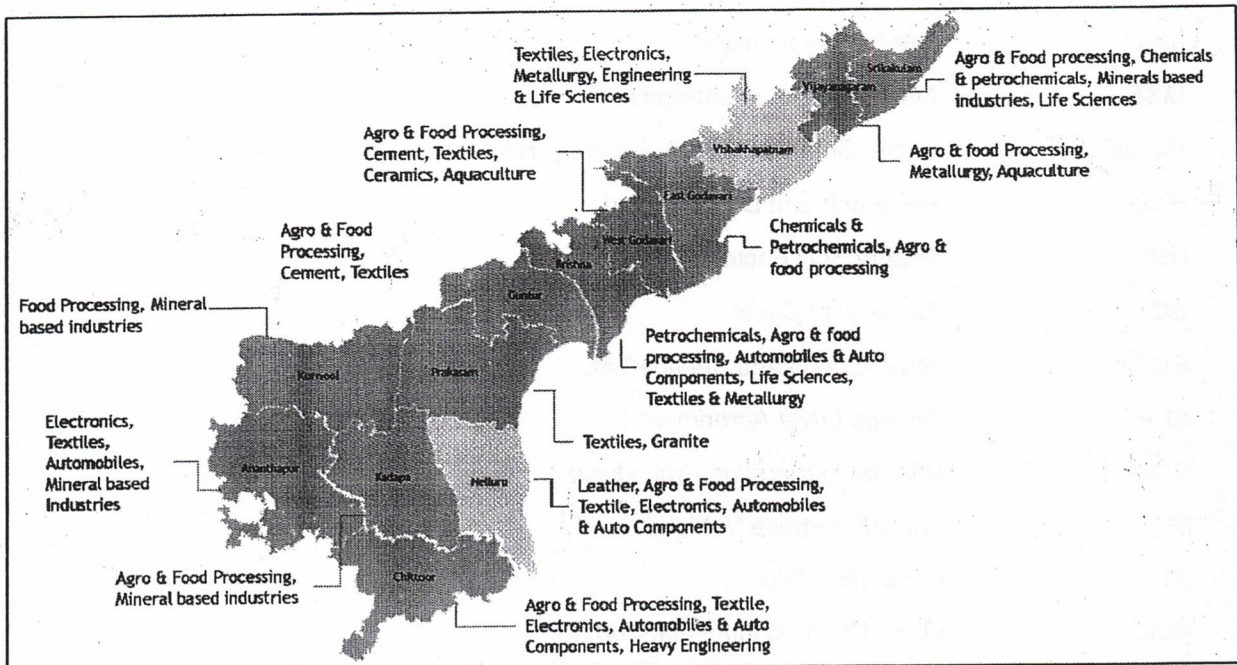 Textiles, Electronics,
Metallurgy, Engineering
& Life Sciences
Agro & Food processing, Chemicals
& petrochemicals, Minerals based
industries, Life Sciences
Srikakulam
Vijayanagaram
Vishakhapatnam
Agro & Food Processing,
Cement, Textiles,
Ceramics, Aquaculture
Agro & food Processing,
Metallurgy, Aquaculture
East Godavari
West Godavari
Krishna
Guntur
Agro & Food
Processing,
Cement, Textiles
Chemicals &
Petrochemicals, Agro &
food processing
Food Processing, Mineral
based industries
Petrochemicals, Agro & food
processing, Automobiles & Auto
Components, Life Sciences,
Textiles & Metallurgy
Kurnool
Prakasam
Textiles, Granite
Electronics,
Textiles,
Automobiles,
Mineral based
Industries
Ananthapur
Kadapa
Nelluru
Leather, Agro & Food Processing,
Textile, Electronics, Automobiles
& Auto Components
Agro & Food Processing,
Mineral based industries
Chittoor
Agro & Food Processing, Textile,
Electronics, Automobiles & Auto
Components, Heavy Engineering